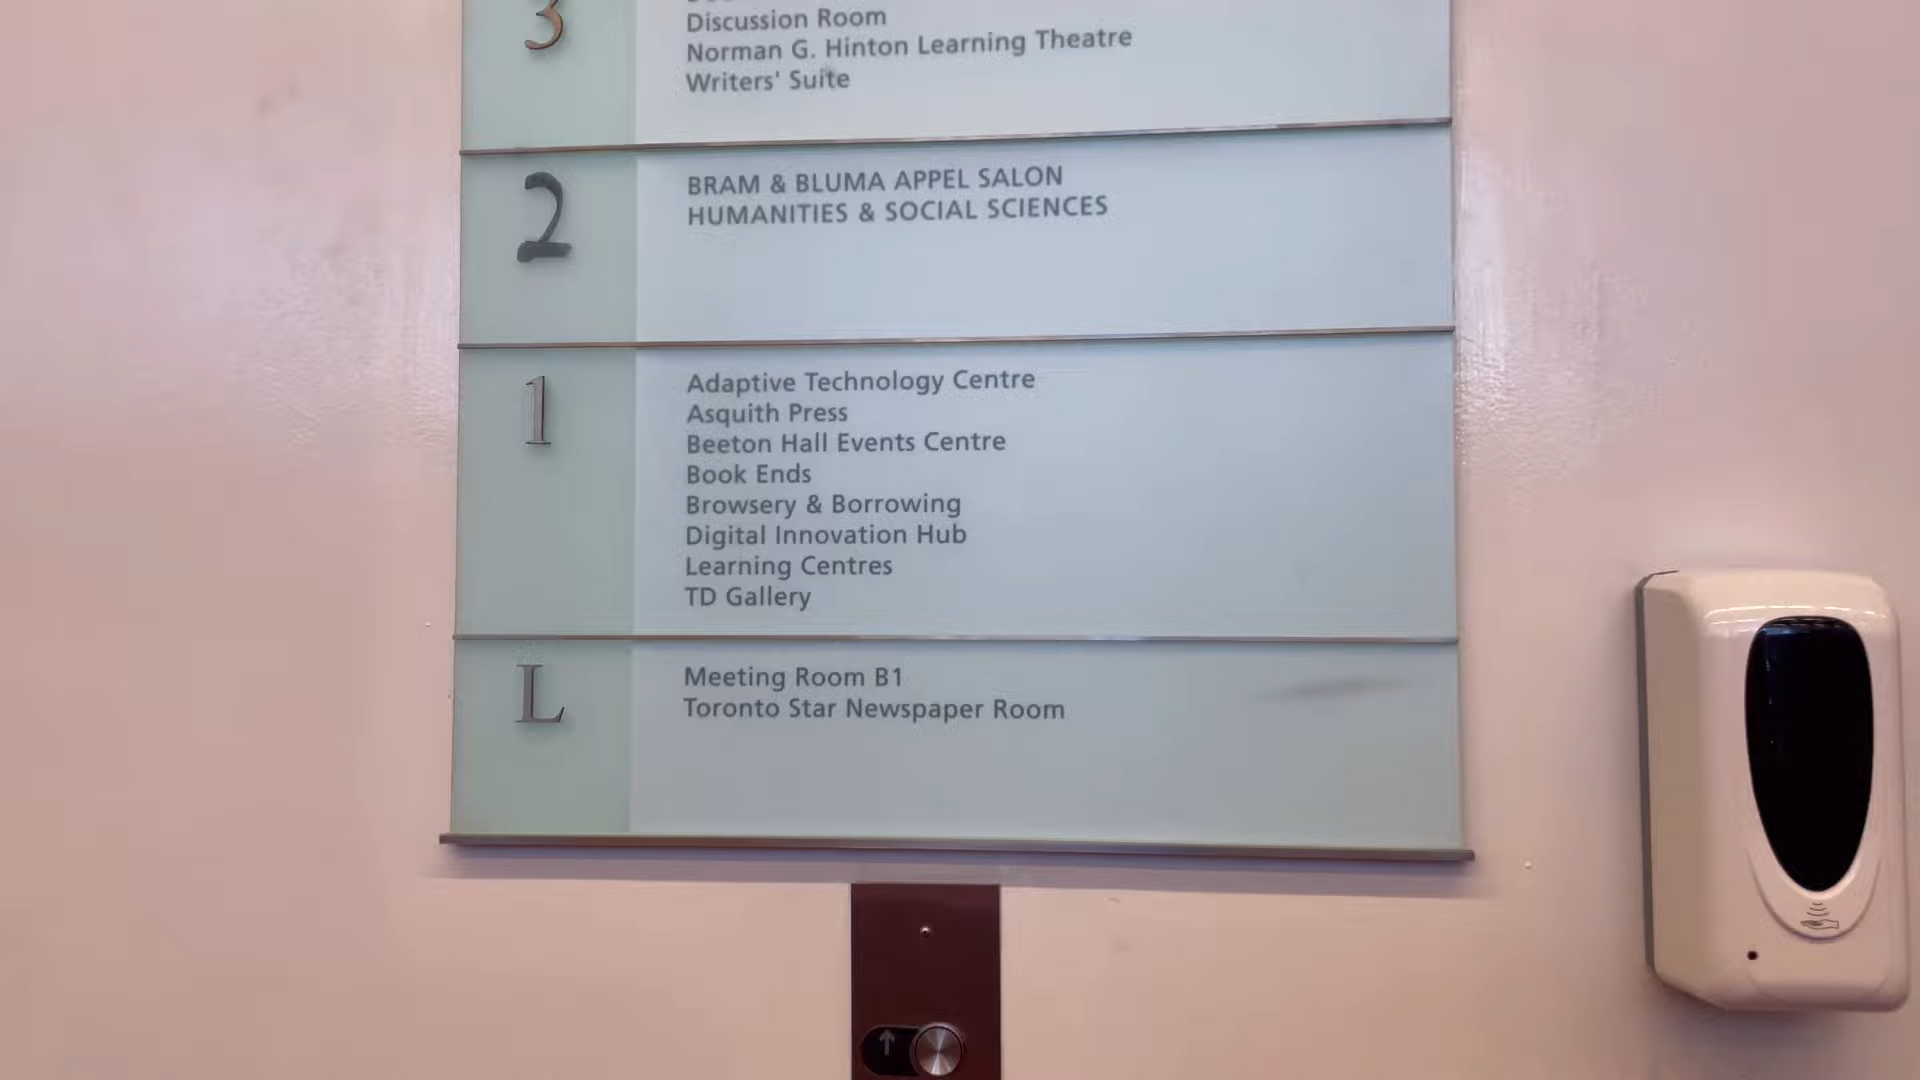 3
Discussion Room
Norman G. Hinton Learning Theatre
Writers' Suite
2
BRAM & BLUMA APPEL SALON
HUMANITIES & SOCIAL SCIENCES
1
Adaptive Technology Centre
Asquith Press
Beeton Hall Events Centre
Book Ends
Browsery & Borrowing
Digital Innovation Hub
Learning Centres
TD Gallery
L
Meeting Room B1
Toronto Star Newspaper Room